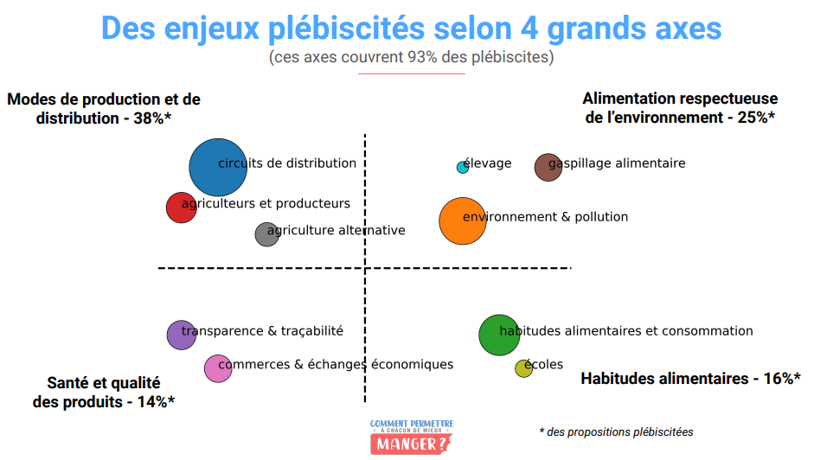 Des enjeux plébiscités selon 4 grands axes
(ces axes couvrent 93% des plébiscites)
Modes de production et de
distribution - 38%*
Alimentation respectueuse
de l'environnement - 25%*
circuits de distribution
élevage
gaspillage alimentaire
agriculteurs et producteurs
environnement & pollution
agriculture alternative
transparence & traçabilité
habitudes alimentaires et consommation
commerces & échanges économiques
écoles
Santé et qualité
des produits - 14%*
Habitudes alimentaires - 16%*
COMMENT PERMETTRE
- À CHACUN DE MIEUX -
MANGER ?
* des propositions plébiscitées